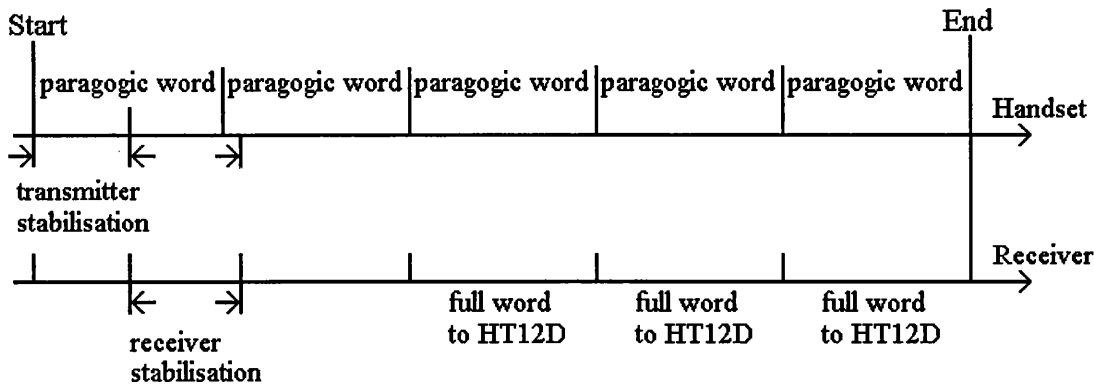 Start
End
paragogic word paragogic word paragogic word paragogic word paragogic word
Handset
transmitter
stabilisation
Receiver
full word full word full word
to HT12D to HT12D to HT12D
receiver
stabilisation